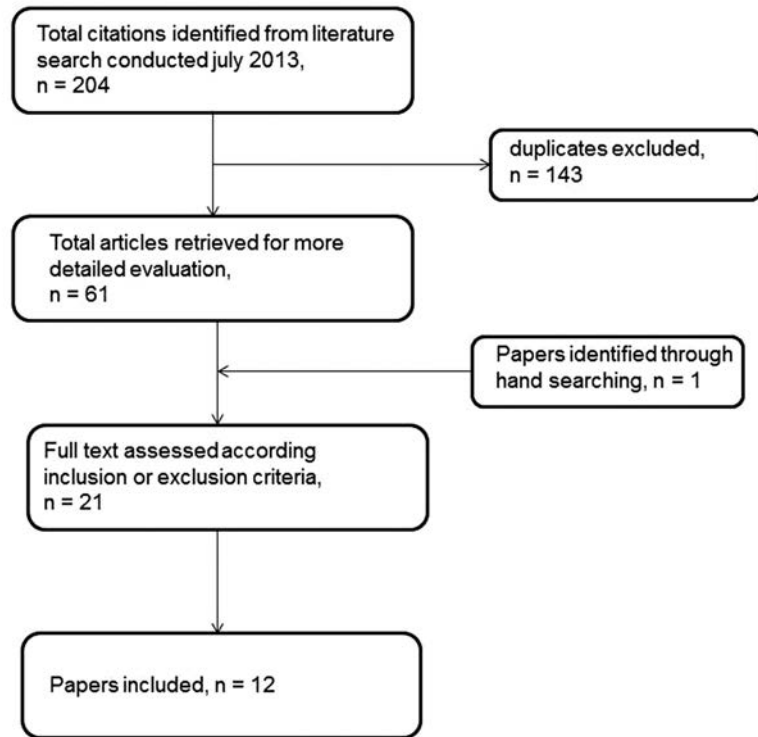 Total citations identified from literature
search conducted july 2013,
n = 204
duplicates excluded,
n = 143
Total articles retrieved for more
detailed evaluation,
n = 61
Papers identified through
hand searching, n = 1
Full text assessed according
inclusion or exclusion criteria,
n = 21
Papers included, n = 12